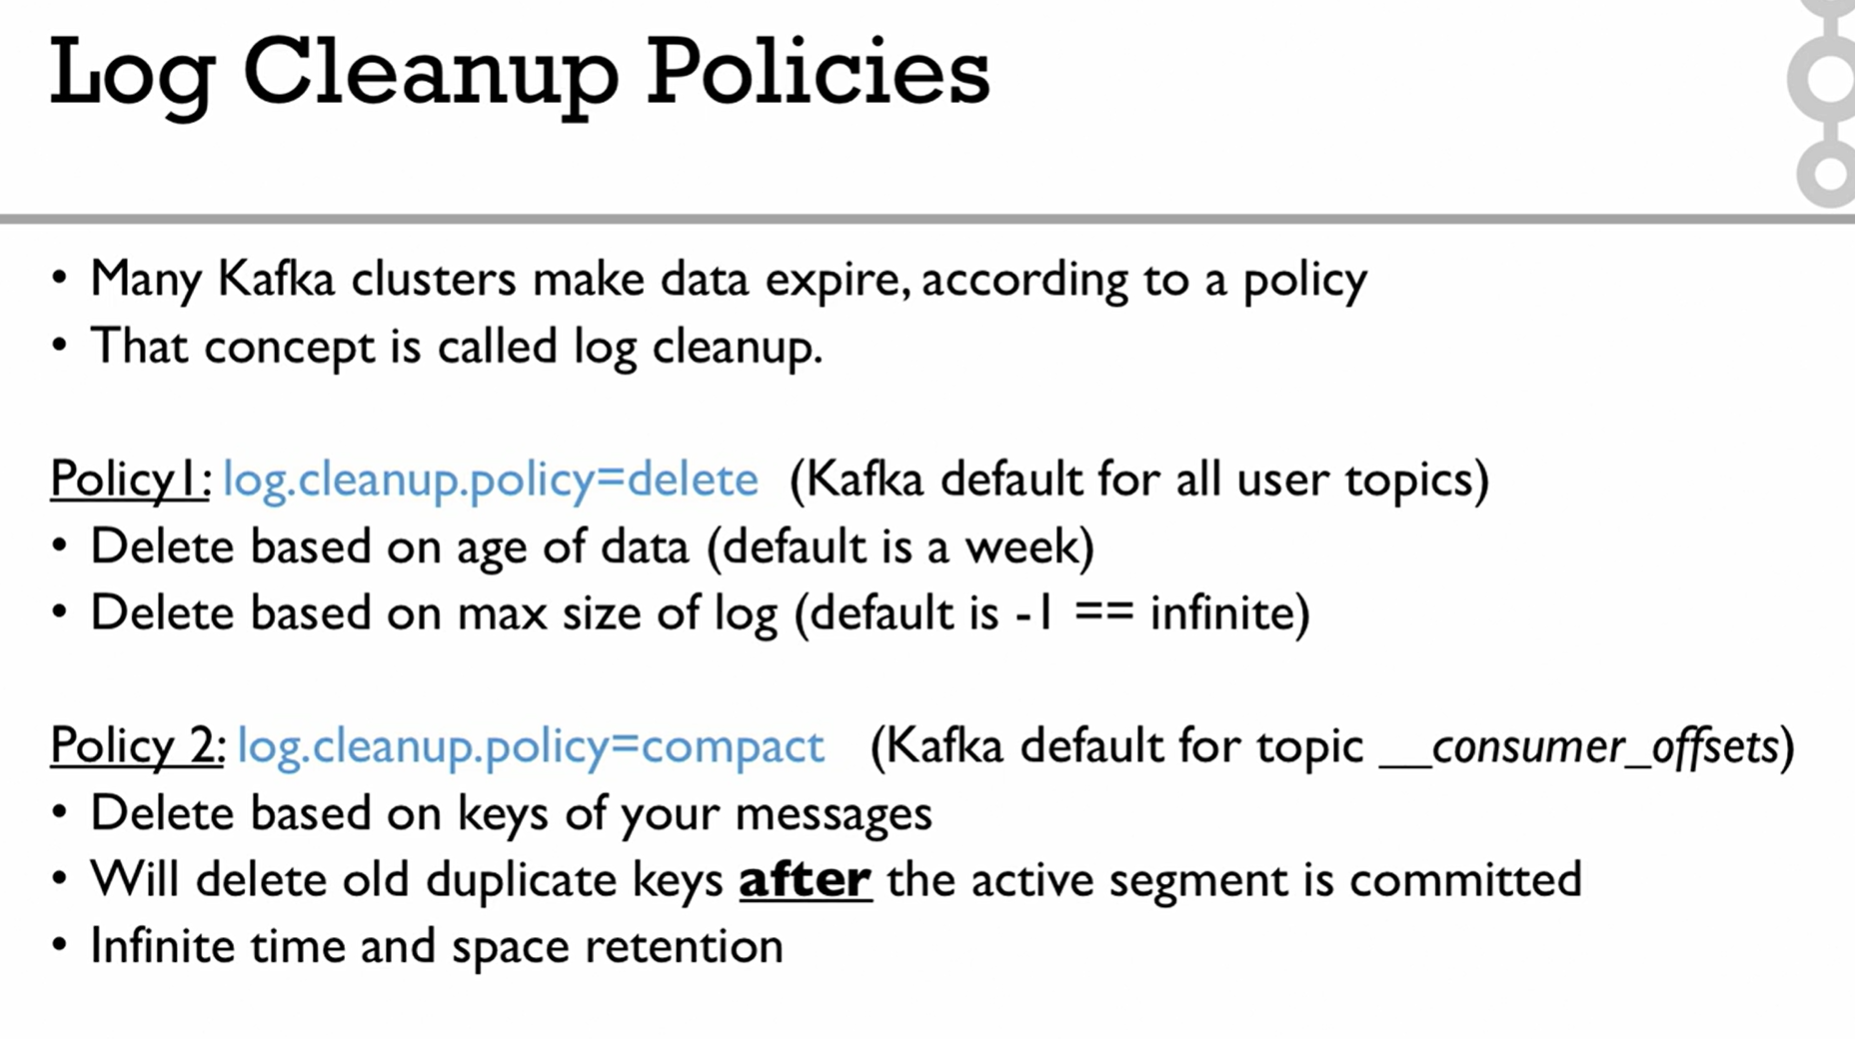 Log Cleanup Policies
• Many Kafka clusters make data expire, according to a policy
• That concept is called log cleanup.
Policy1: log.cleanup.policy=delete (Kafka default for all user topics)
• Delete based on age of data (default is a week)
• Delete based on max size of log (default is -1 == infinite)
Policy 2: log.cleanup.policy=compact (Kafka default for topic __consumer_offsets)
• Delete based on keys of your messages
• Will delete old duplicate keys after the active segment is committed
• Infinite time and space retention